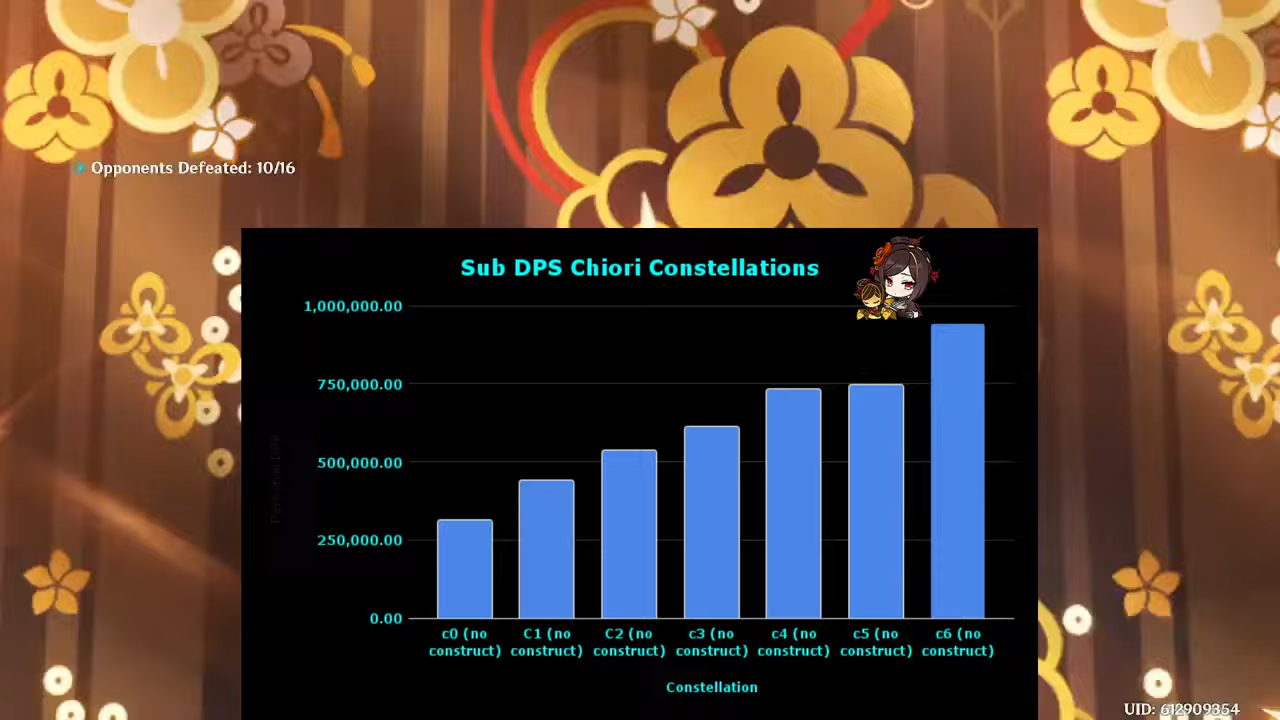 Opponents Defeated: 10/16
Sub DPS Chiori Constellations
1,000,000.00
750,000.00
500,000.00
250,000.00
0.00
c0 (no construct)
C1 (no construct)
C2 (no construct)
c3 (no construct)
c4 (no construct)
c5 (no construct)
c6 (no construct)
Constellation
UID: 612909354